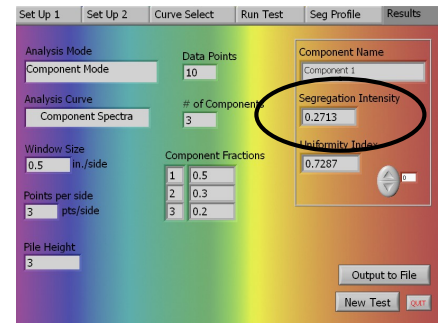 Set Up 1 Set Up 2 Curve Select Run Test Seg Profile Results
Analysis Mode
Component Mode
Data Points
10
Component Name
Component 1
Analysis Curve
Component Spectra
# of Components
3
Segregation Intensity
0.2713
Window Size
0.5 in./side
Component Fractions
1 0.5
2 0.3
3 0.2
Uniformity Index
0.7287
0
Points per side
3 pts/side
Pile Height
3
Output to File
New Test QUIT